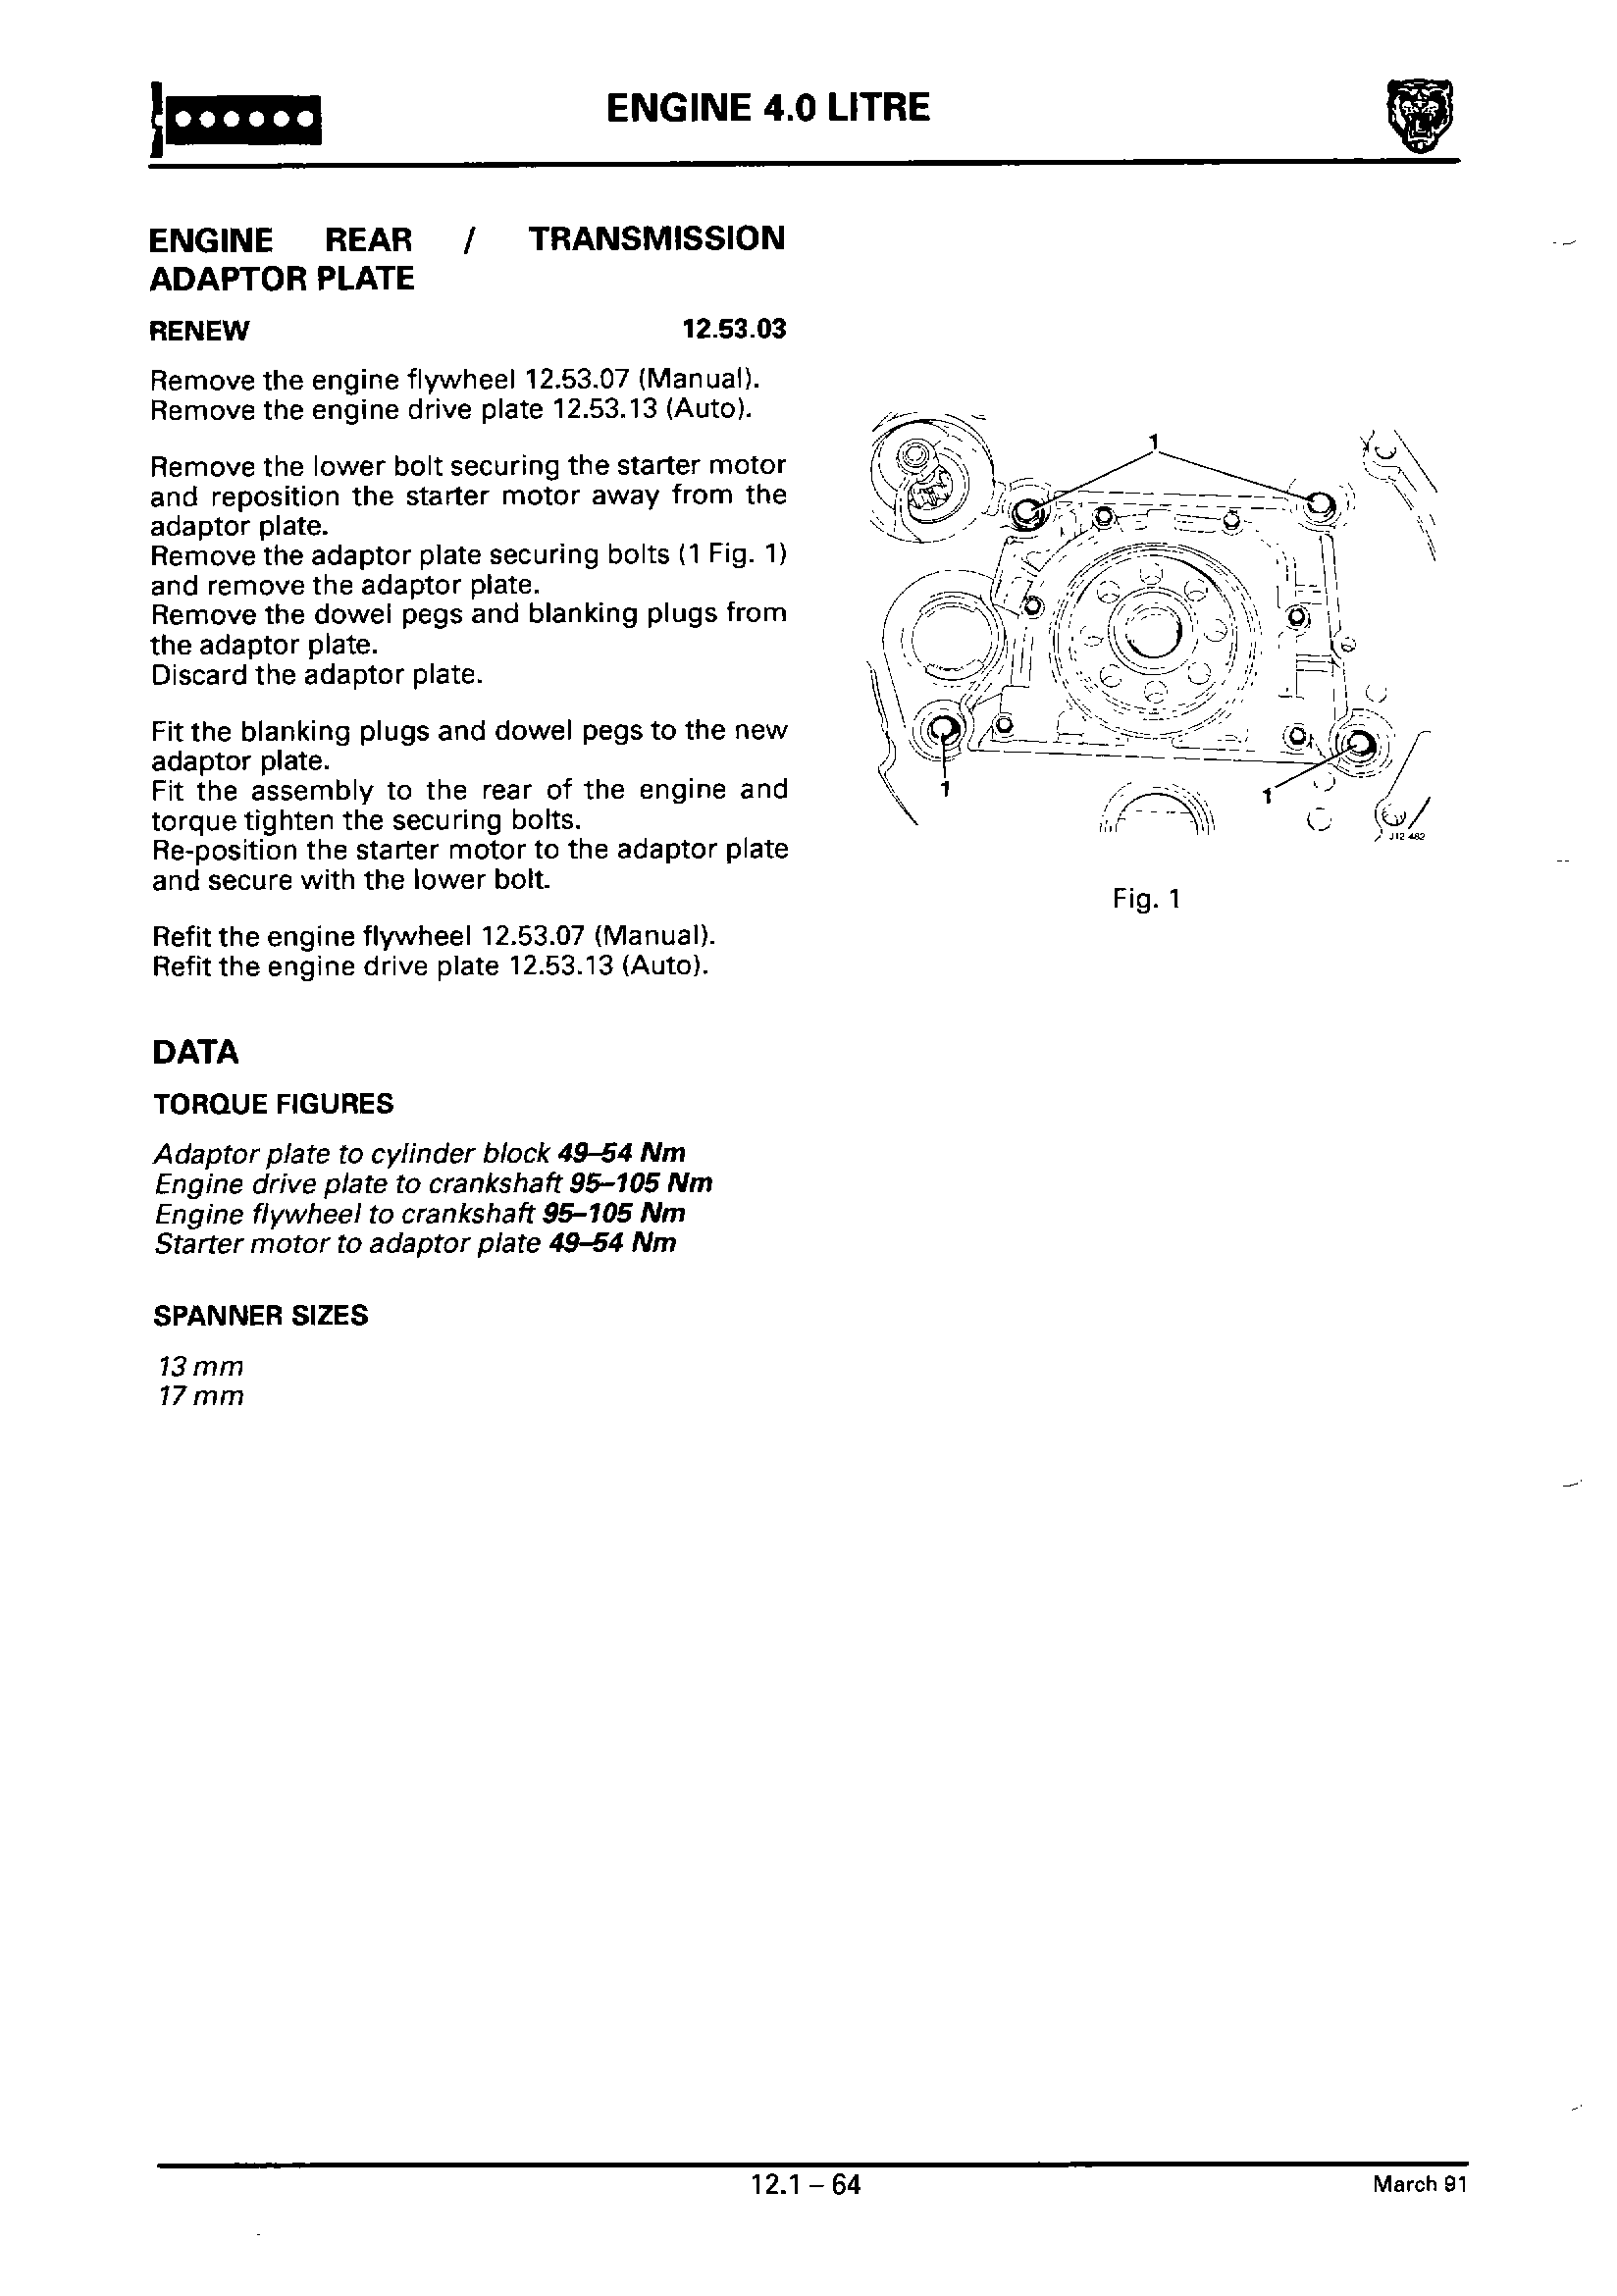 ENGINE 4.0 LITRE
ENGINE REAR / TRANSMISSION
ADAPTOR PLATE
RENEW 12.53.03
Remove the engine flywheel 12.53.07 (Manual).
Remove the engine drive plate 12.53.13 (Auto).
Remove the lower bolt securing the starter motor
and reposition the starter motor away from the
adaptor plate.
Remove the adaptor plate securing bolts (1 Fig. 1)
and remove the adaptor plate.
Remove the dowel pegs and blanking plugs from
the adaptor plate.
Discard the adaptor plate.
Fit the blanking plugs and dowel pegs to the new
adaptor plate.
Fit the assembly to the rear of the engine and
torque tighten the securing bolts.
Re-position the starter motor to the adaptor plate
and secure with the lower bolt.
Refit the engine flywheel 12.53.07 (Manual).
Refit the engine drive plate 12.53.13 (Auto).
DATA
TORQUE FIGURES
Adaptor plate to cylinder block 49–54 Nm
Engine drive plate to crankshaft 95–105 Nm
Engine flywheel to crankshaft 95–105 Nm
Starter motor to adaptor plate 49–54 Nm
SPANNER SIZES
13 mm
17 mm
1
1
1
J12 482
Fig. 1
12.1 – 64
March 91